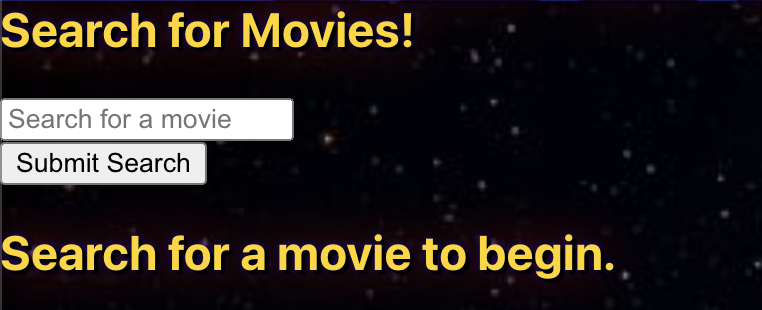 Search for Movies!
Search for a movie
Submit Search
Search for a movie to begin.